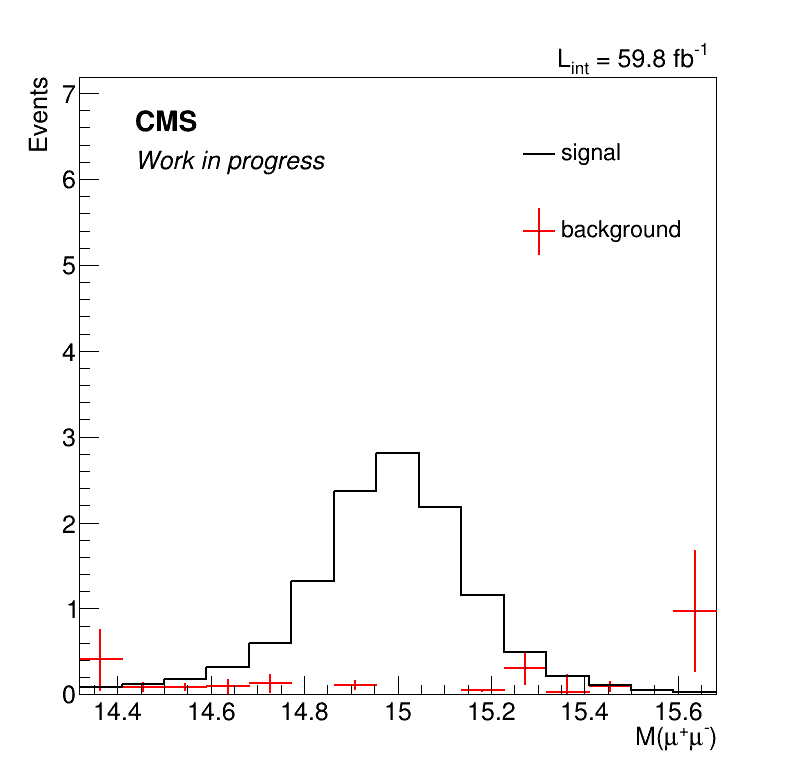 L_int = 59.8 fb⁻¹
Events
7
CMS
Work in progress
signal
6
background
5
4
3
2
1
0
14.4 14.6 14.8 15 15.2 15.4 15.6
M(μ⁺μ⁻)